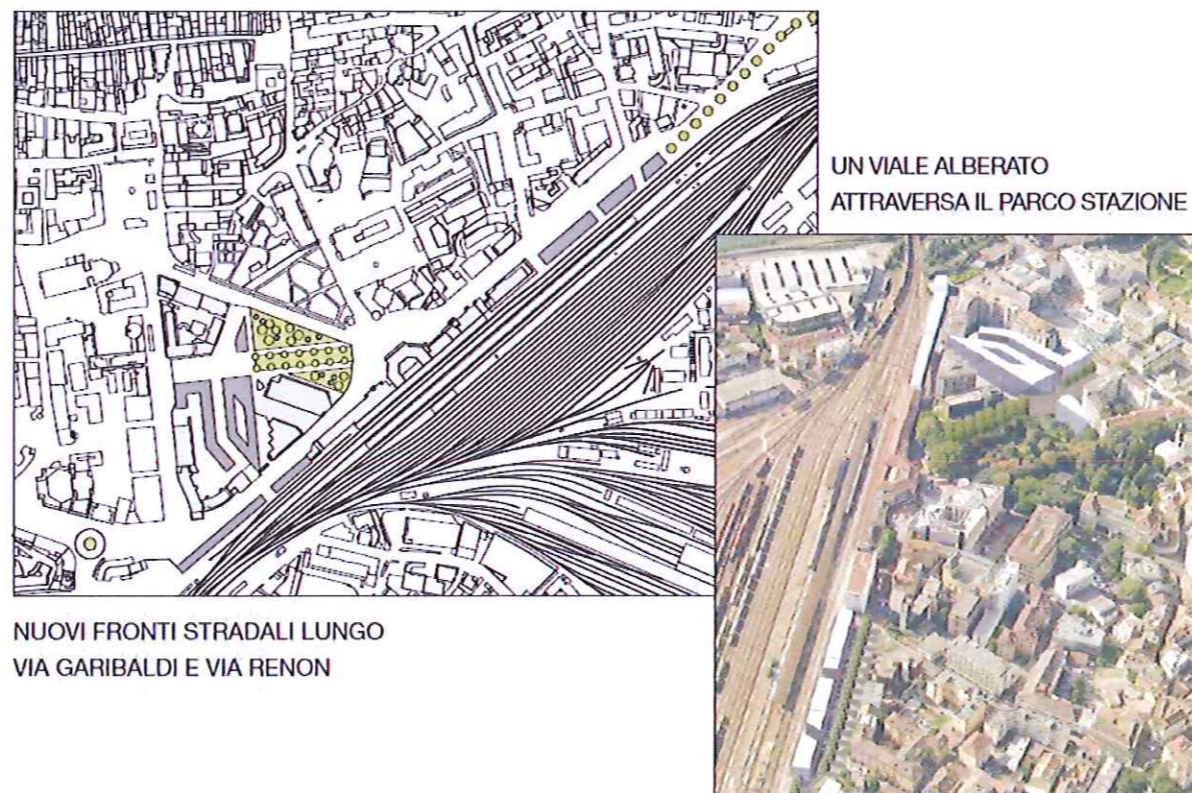 UN VIALE ALBERATO
ATTRAVERSA IL PARCO STAZIONE
NUOVI FRONTI STRADALI LUNGO
VIA GARIBALDI E VIA RENON